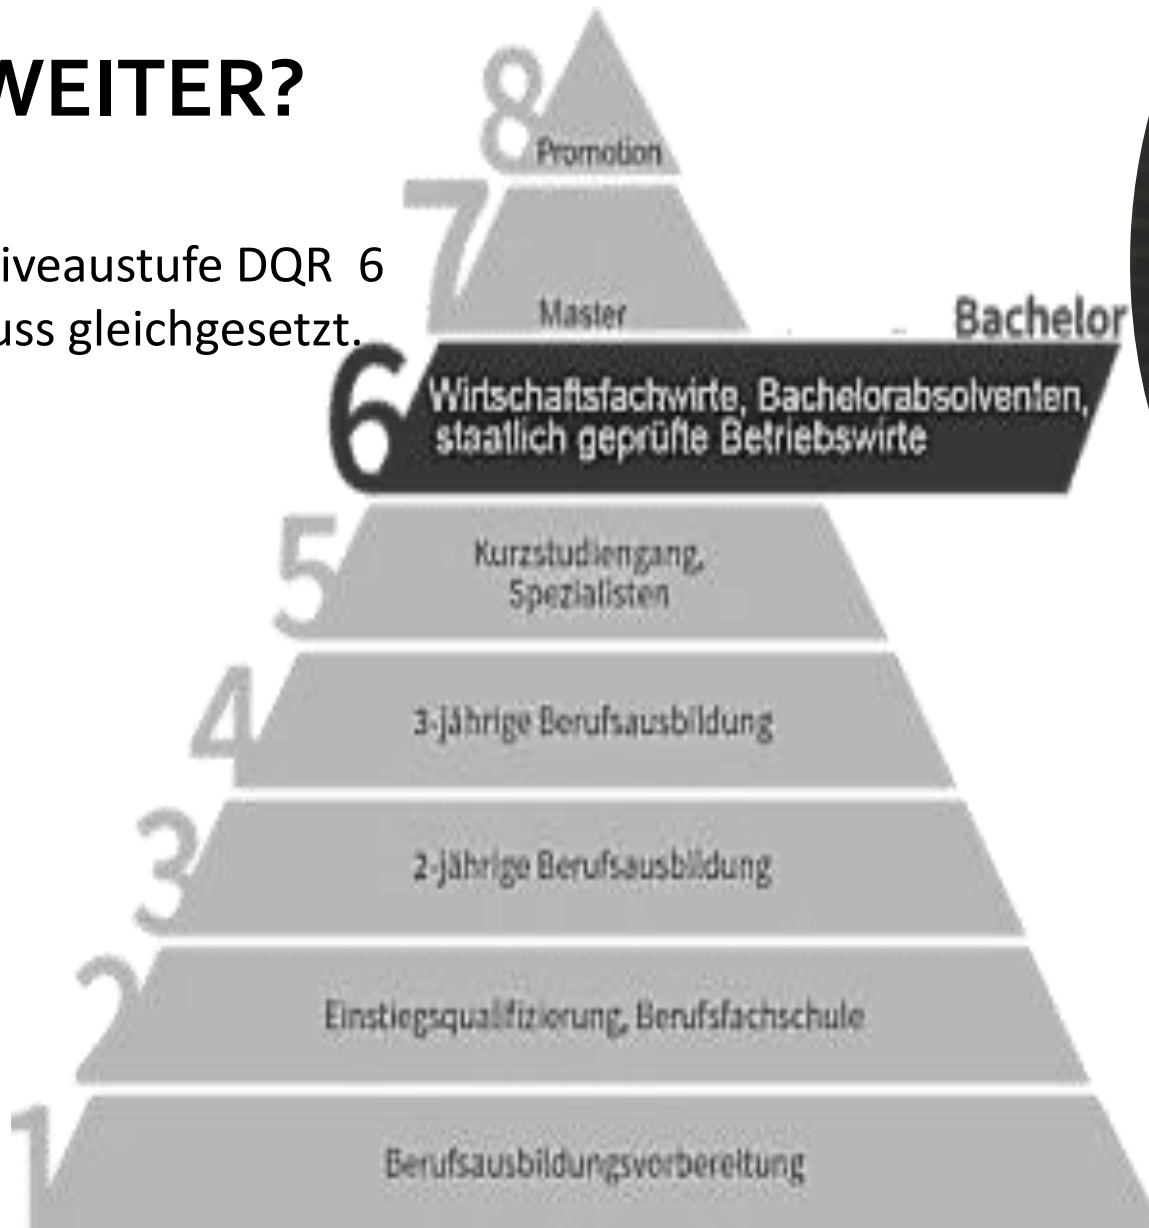 WEITER?
8
Promotion
iveaustufe DQR 6
uss gleichgesetzt.
7
Master
Bachelor
6
Wirtschaftsfachwirte, Bachelorabsolventen,
staatlich geprüfte Betriebswirte
5
Kurzstudiengang,
Spezialisten
4
3-jährige Berufsausbildung
3
2-jährige Berufsausbildung
2
Einstiegsqualifizierung, Berufsfachschule
1
Berufsausbildungsvorbereitung